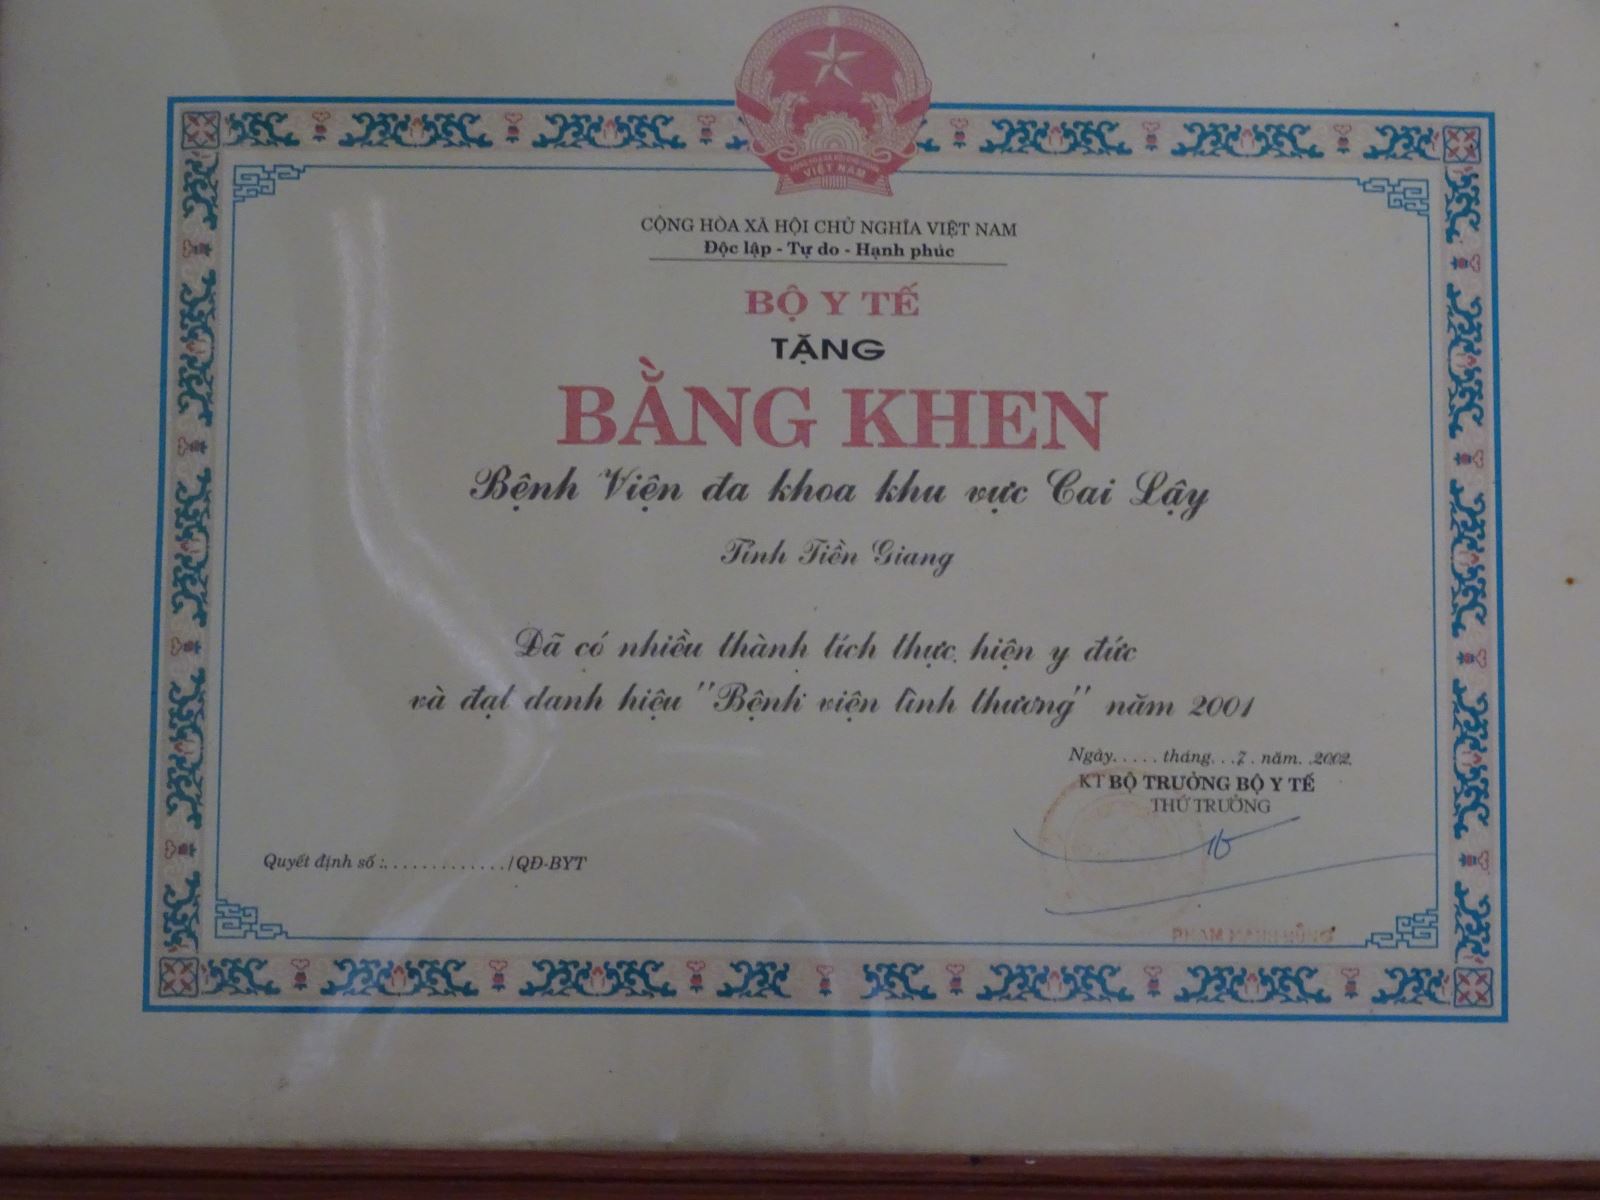 VIỆT NAM
CỘNG HÒA XÃ HỘI CHỦ NGHĨA VIỆT NAM
Độc lập - Tự do - Hạnh phúc
BỘ Y TẾ
TẶNG
BẰNG KHEN
Bệnh Viện đa khoa khu vực Cai Lậy
Tỉnh Tiền Giang
Đã có nhiều thành tích thực hiện y đức
và đạt danh hiệu "Bệnh viện tình thương" năm 2001
Ngày..... tháng...7. năm..2002.
KT BỘ TRƯỞNG BỘ Y TẾ
THỨ TRƯỞNG
Quyết định số :............./QĐ-BYT